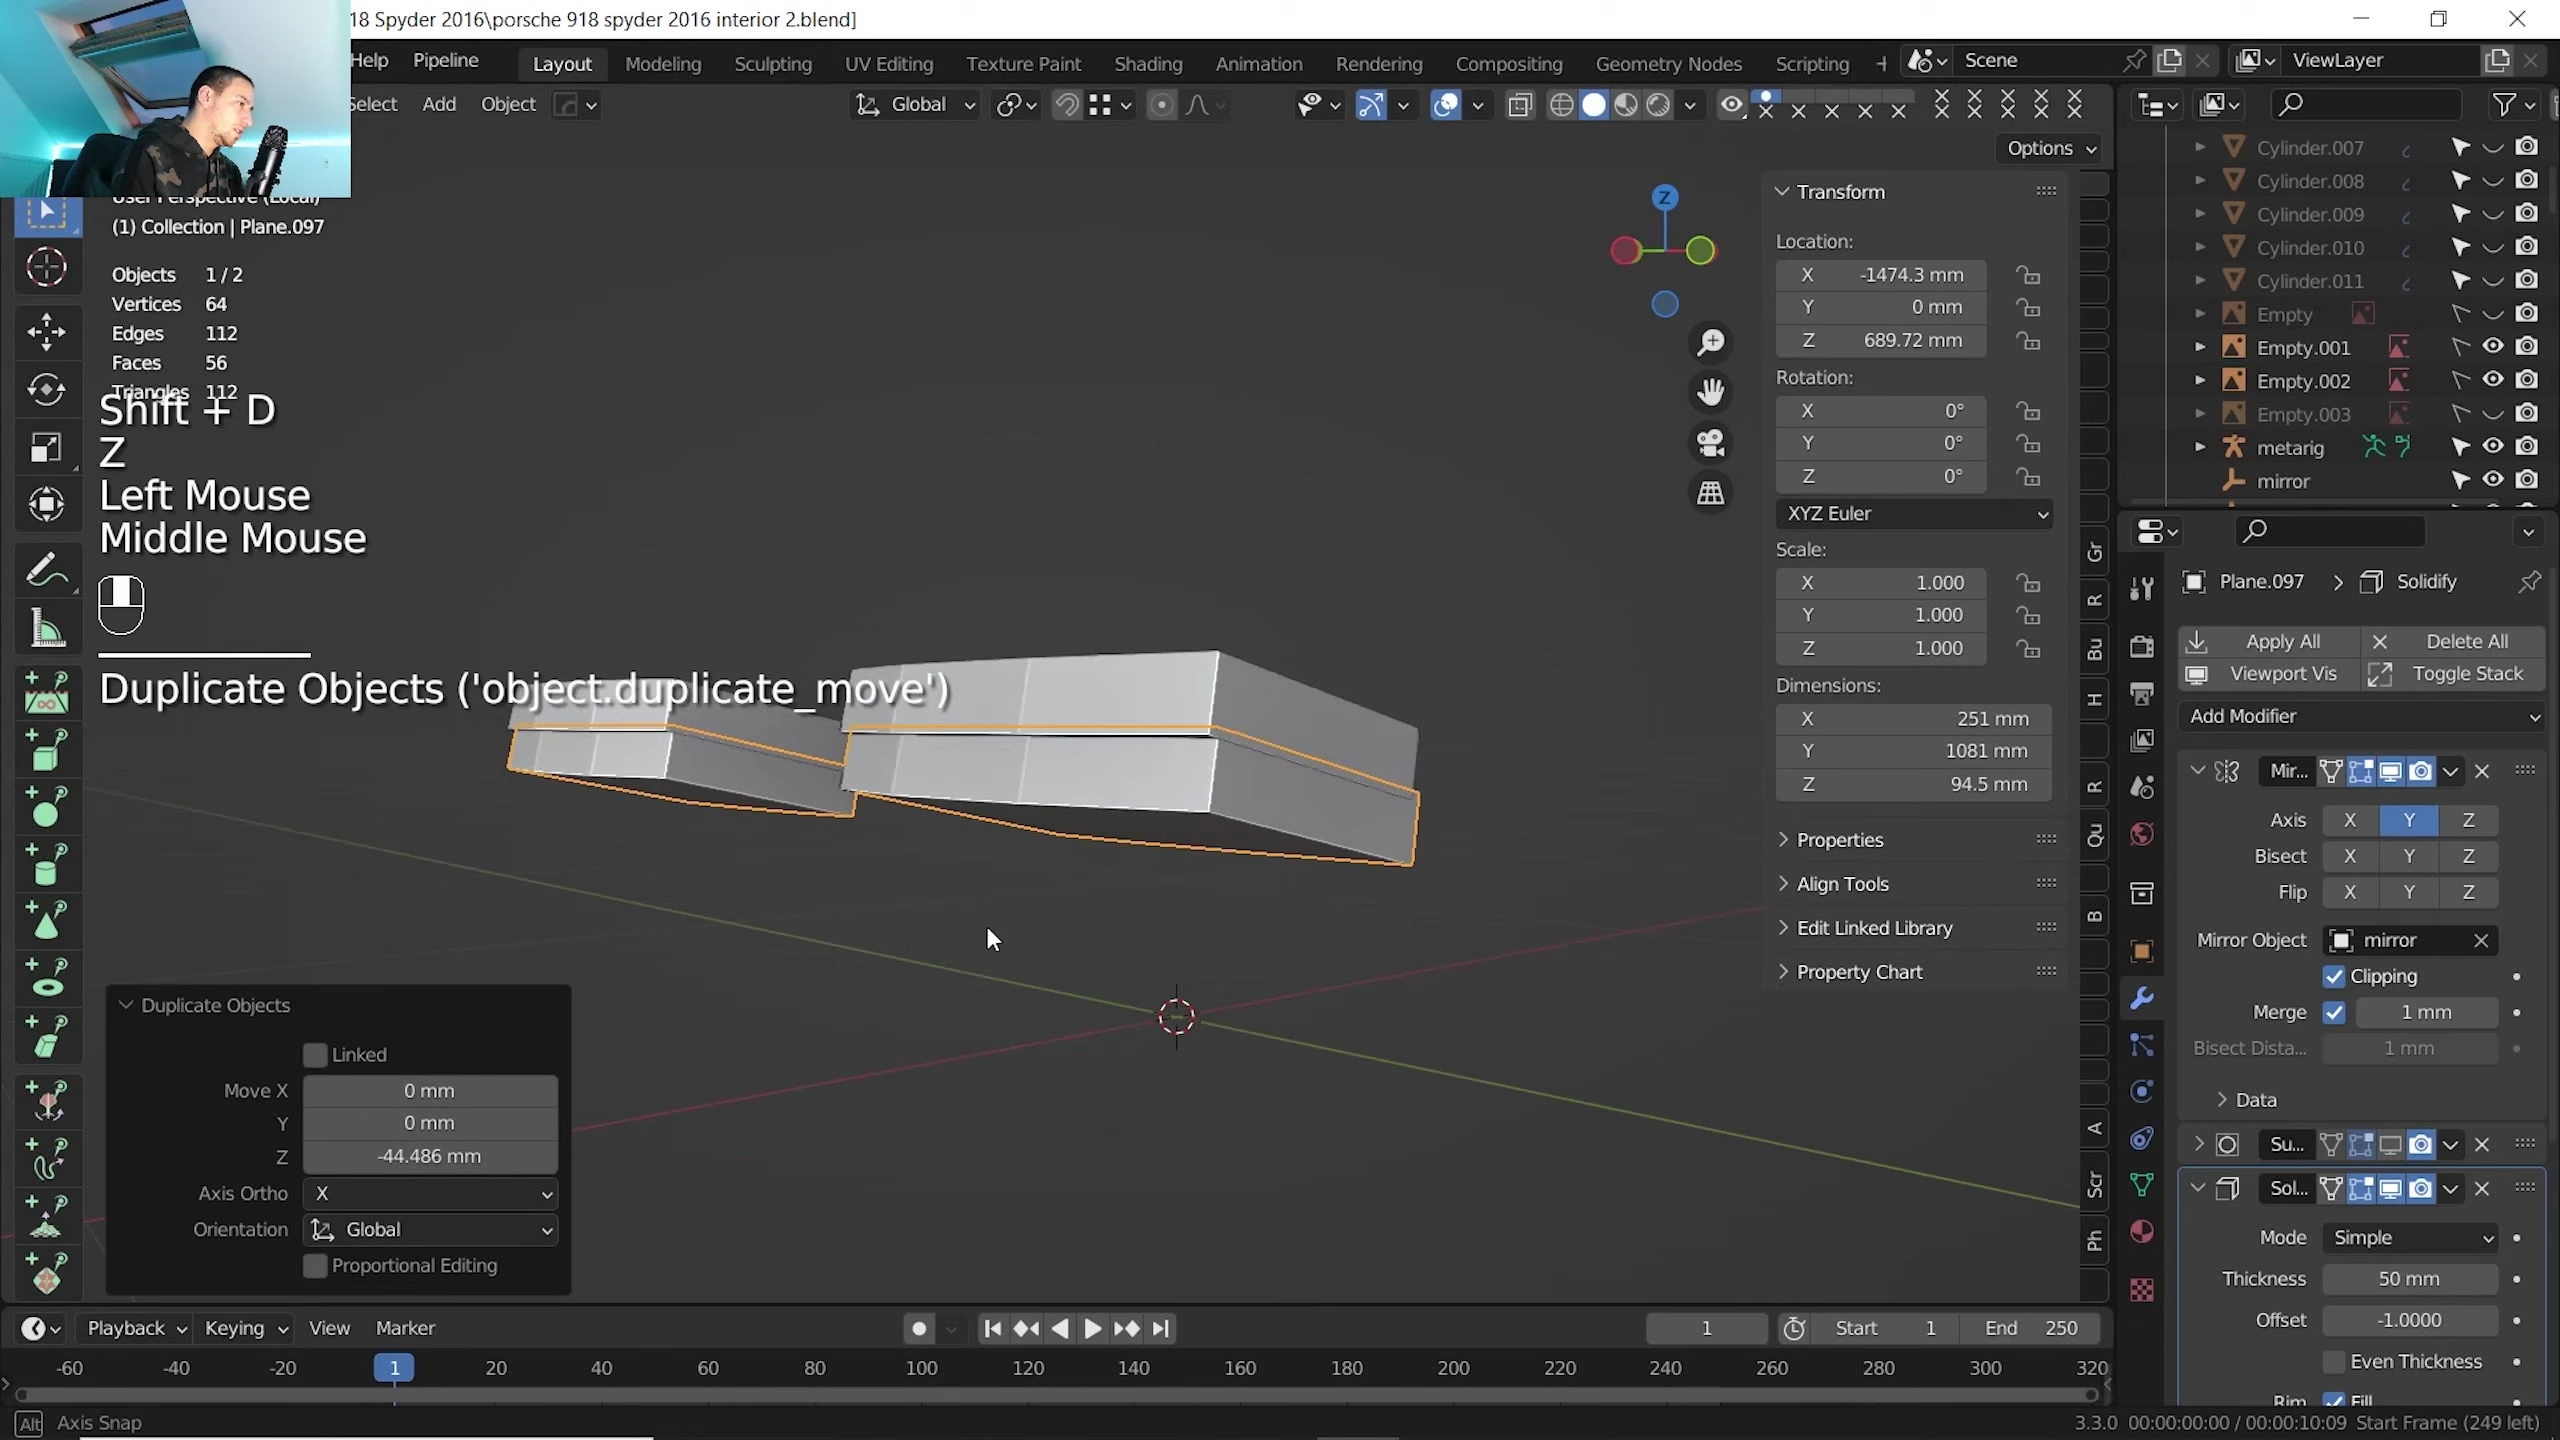 18 Spyder 2016\porsche 918 spyder 2016 interior 2.blend]
Help Pipeline Layout Modeling Sculpting UV Editing Texture Paint Shading Animation Rendering Compositing Geometry Nodes Scripting + Scene ViewLayer
Select Add Object Global
Options
(1) Collection | Plane.097
Objects 1 / 2
Vertices 64
Edges 112
Faces 56
Triangles 112
Shift + D
Z
Left Mouse
Middle Mouse
Duplicate Objects ('object.duplicate_move')
Z
Transform
Location:
X -1474.3 mm
Y 0 mm
Z 689.72 mm
Rotation:
X 0°
Y 0°
Z 0°
XYZ Euler
Scale:
X 1.000
Y 1.000
Z 1.000
Dimensions:
X 251 mm
Y 1081 mm
Z 94.5 mm
Properties
Align Tools
Edit Linked Library
Property Chart
Gr
R
Bu
H
R
Qu
B
A
Scr
Ph
Cylinder.007
Cylinder.008
Cylinder.009
Cylinder.010
Cylinder.011
Empty
Empty.001
Empty.002
Empty.003
metarig
mirror
Plane.097 > Solidify
Apply All Delete All
Viewport Vis Toggle Stack
Add Modifier
Mir...
Axis X Y Z
Bisect X Y Z
Flip X Y Z
Mirror Object mirror
Clipping
Merge 1 mm
Bisect Dista... 1 mm
Data
Su...
Sol...
Mode Simple
Thickness 50 mm
Offset -1.0000
Even Thickness
Rim Fill
Duplicate Objects
Linked
Move X 0 mm
Y 0 mm
Z -44.486 mm
Axis Ortho X
Orientation Global
Proportional Editing
Playback Keying View Marker 1 Start 1 End 250
-60 -40 -20 1 20 40 60 80 100 120 140 160 180 200 220 240 260 280 300 320
Alt Axis Snap
3.3.0 00:00:00:00 / 00:00:10:09 Start Frame (249 left)